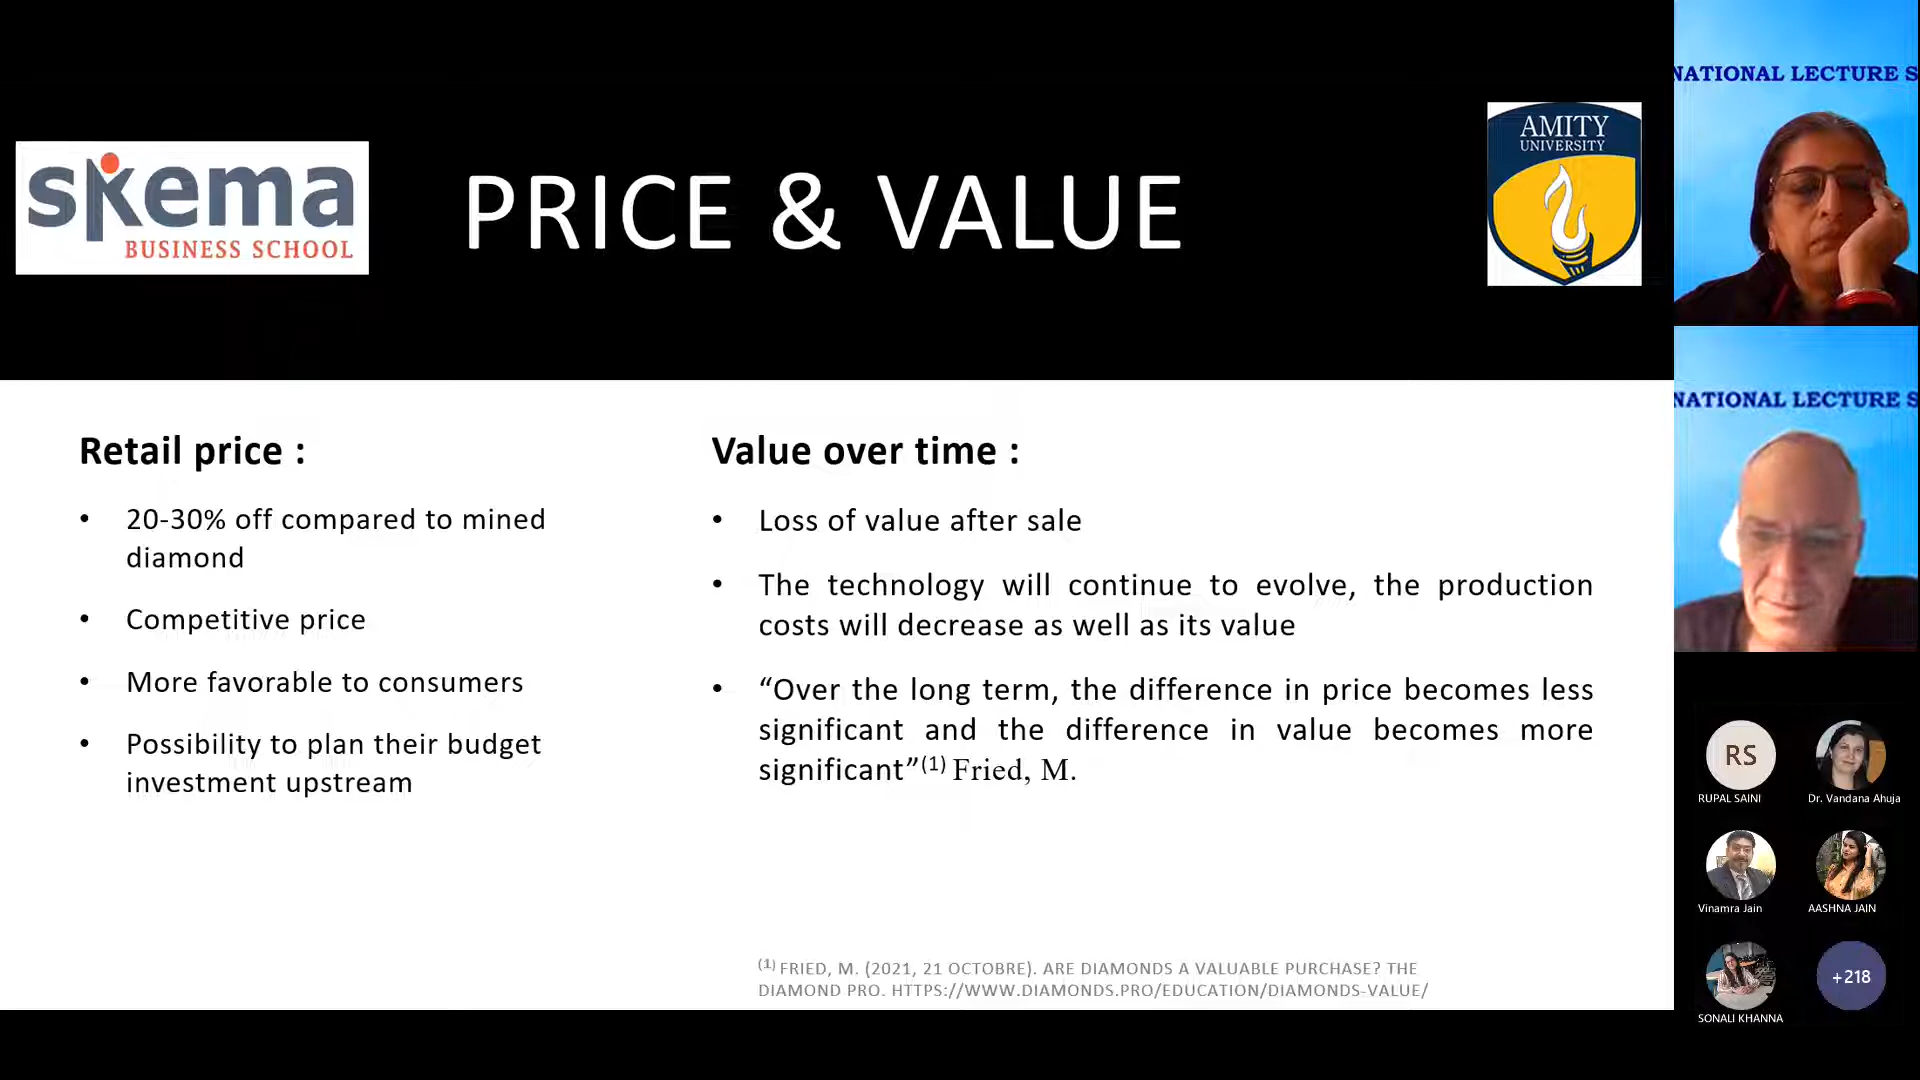 skema
BUSINESS SCHOOL
PRICE & VALUE
AMITY
UNIVERSITY
Retail price :
• 20-30% off compared to mined
diamond
• Competitive price
• More favorable to consumers
• Possibility to plan their budget
investment upstream
Value over time :
• Loss of value after sale
• The technology will continue to evolve, the production
costs will decrease as well as its value
• “Over the long term, the difference in price becomes less
significant and the difference in value becomes more
significant”(1) Fried, M.
(1) FRIED, M. (2021, 21 OCTOBRE). ARE DIAMONDS A VALUABLE PURCHASE? THE
DIAMOND PRO. HTTPS://WWW.DIAMONDS.PRO/EDUCATION/DIAMONDS-VALUE/
NATIONAL LECTURE S
NATIONAL LECTURE S
RS
RUPAL SAINI
Dr. Vandana Ahuja
Vinamra Jain
AASHNA JAIN
SONALI KHANNA
+218